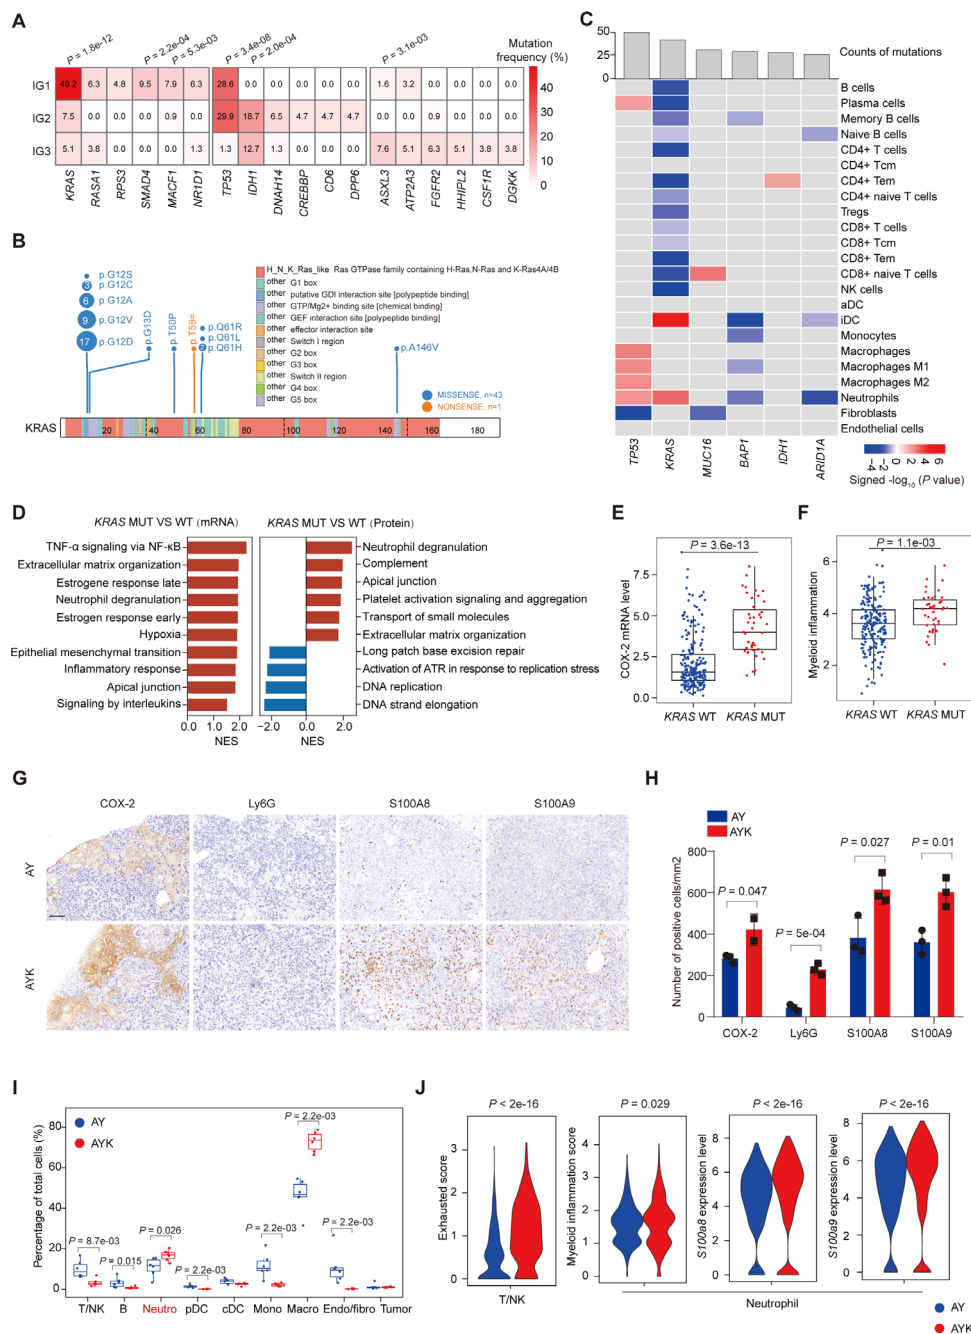 A
P = 1.8e-12
P = 2.2e-04
P = 5.3e-03
P = 3.4e-08
P = 2.0e-04
P = 3.1e-03
Mutation
frequency (%)
IG1 49.2 6.3 4.8 9.5 7.9 6.3 28.6 0.0 0.0 0.0 0.0 0.0 1.6 3.2 0.0 0.0 0.0 0.0
IG2 7.5 0.0 0.0 0.0 0.0 0.0 29.9 18.7 6.5 4.7 4.7 4.7 0.0 0.0 0.0 0.0 0.0 0.0
IG3 5.1 3.8 0.0 0.0 0.0 1.3 1.3 12.7 1.3 0.0 0.0 0.0 7.6 5.1 6.3 5.1 3.8 3.8
40
30
20
10
0
KRAS RASA1 RPS3 SMAD4 MACF1 NR1D1 TP53 IDH1 DNAH14 CREBBP CD6 DPP6 ASXL3 ATP2A3 FGFR2 HHIPL2 CSF1R DGKK
B
p.G12S
3 p.G12C
6 p.G12A
9 p.G12V
17 p.G12D
p.G13D
p.T50P
p.T58=
p.Q61R
p.Q61L
2 p.Q61H
p.A146V
H_N_K_Ras_like Ras GTPase family containing H-Ras,N-Ras and K-Ras4A/4B
other G1 box
other putative GDI interaction site [polypeptide binding]
other GTP/Mg2+ binding site [chemical binding]
other GEF interaction site [polypeptide binding]
other effector interaction site
other Switch I region
other G2 box
other G3 box
other Switch II region
other G4 box
other G5 box
MISSENSE, n=43
NONSENSE, n=1
KRAS 20 40 60 80 100 120 140 160 180
C
50
25
0
Counts of mutations
B cells
Plasma cells
Memory B cells
Naive B cells
CD4+ T cells
CD4+ Tcm
CD4+ Tem
CD4+ naive T cells
Tregs
CD8+ T cells
CD8+ Tcm
CD8+ Tem
CD8+ naive T cells
NK cells
aDC
iDC
Monocytes
Macrophages
Macrophages M1
Macrophages M2
Neutrophils
Fibroblasts
Endothelial cells
TP53 KRAS MUC16 BAP1 IDH1 ARID1A
-4 -2 0 2 4 6
Signed -log10 (P value)
D
KRAS MUT VS WT (mRNA)
TNF-α signaling via NF-κB
Extracellular matrix organization
Estrogene response late
Neutrophil degranulation
Estrogen response early
Hypoxia
Epithelial mesenchymal transition
Inflammatory response
Apical junction
Signaling by interleukins
0.0 1.0 2.0
NES
KRAS MUT VS WT (Protein)
Neutrophil degranulation
Complement
Apical junction
Platelet activation signaling and aggregation
Transport of small molecules
Extracellular matrix organization
Long patch base excision repair
Activation of ATR in response to replication stress
DNA replication
DNA strand elongation
−2.0 0.0 2.0
NES
E
P = 3.6e-13
COX-2 mRNA level
7.5
5.0
2.5
0.0
KRAS WT KRAS MUT
F
P = 1.1e-03
Myeloid inflammation
6
4
2
0
KRAS WT KRAS MUT
G
COX-2 Ly6G S100A8 S100A9
AY
AYK
H
AY
AYK
Number of positive cells/mm2
800
600
400
200
0
P = 0.047
P = 5e-04
P = 0.027
P = 0.01
COX-2 Ly6G S100A8 S100A9
I
AY
AYK
Percentage of total cells (%)
80
60
40
20
0
P = 8.7e-03
P = 0.015
P = 0.026
P = 2.2e-03
P = 2.2e-03
P = 2.2e-03
P = 2.2e-03
T/NK B Neutro pDC cDC Mono Macro Endo/fibro Tumor
J
P < 2e-16
Exhausted score
3
2
1
0
T/NK
P = 0.029
Myeloid inflammation score
4
3
2
1
0
P < 2e-16
S100a8 expression level
8
6
4
2
0
P < 2e-16
S100a9 expression level
8
6
4
2
0
Neutrophil
AY
AYK